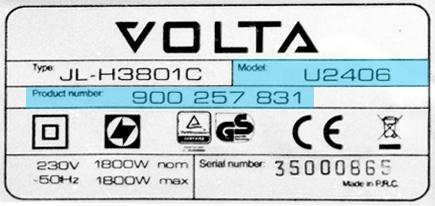 VOLTA
Type: JL-H3801C Model: U2406
Product number: 900 257 831
GS CE
230V 1800W nom Serial number: 35000865
~50Hz 1800W max Made in P.R.C.